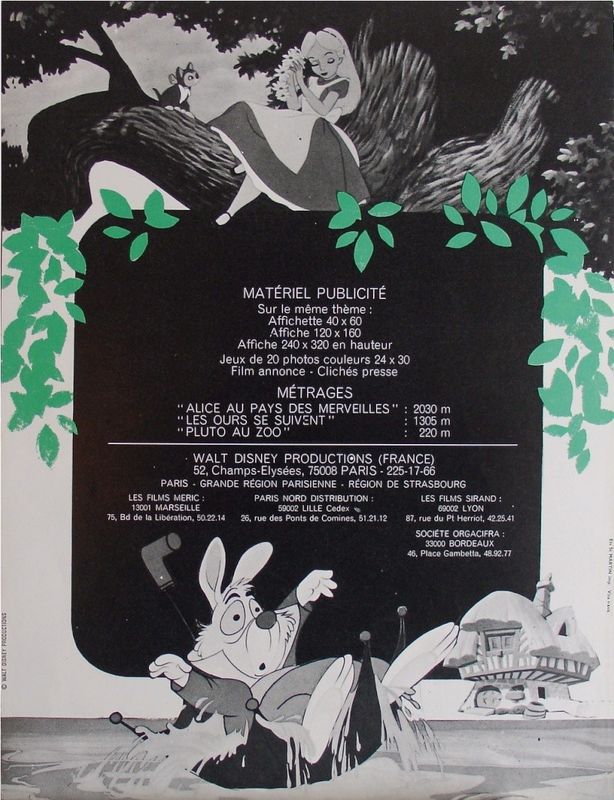 MATÉRIEL PUBLICITÉ
Sur le même thème :
Affichette 40 x 60
Affiche 120 x 160
Affiche 240 x 320 en hauteur
Jeux de 20 photos couleurs 24 x 30
Film annonce - Clichés presse
MÉTRAGES
"ALICE AU PAYS DES MERVEILLES" : 2030 m
"LES OURS SE SUIVENT" : 1305 m
"PLUTO AU ZOO" : 220 m
WALT DISNEY PRODUCTIONS (FRANCE)
52, Champs-Elysées, 75008 PARIS - 225-17-66
PARIS - GRANDE RÉGION PARISIENNE - RÉGION DE STRASBOURG
LES FILMS MERIC :
13001 MARSEILLE
75, Bd de la Libération, 50.22.14
PARIS NORD DISTRIBUTION :
59002 LILLE Cedex
26, rue des Ponts de Comines, 51.21.12
LES FILMS SIRAND :
69002 LYON
87, rue du Pt Herriot, 42.25.41
SOCIÉTE ORGACIFRA :
33000 BORDEAUX
46, Place Gambetta, 48.92.77
© WALT DISNEY PRODUCTIONS